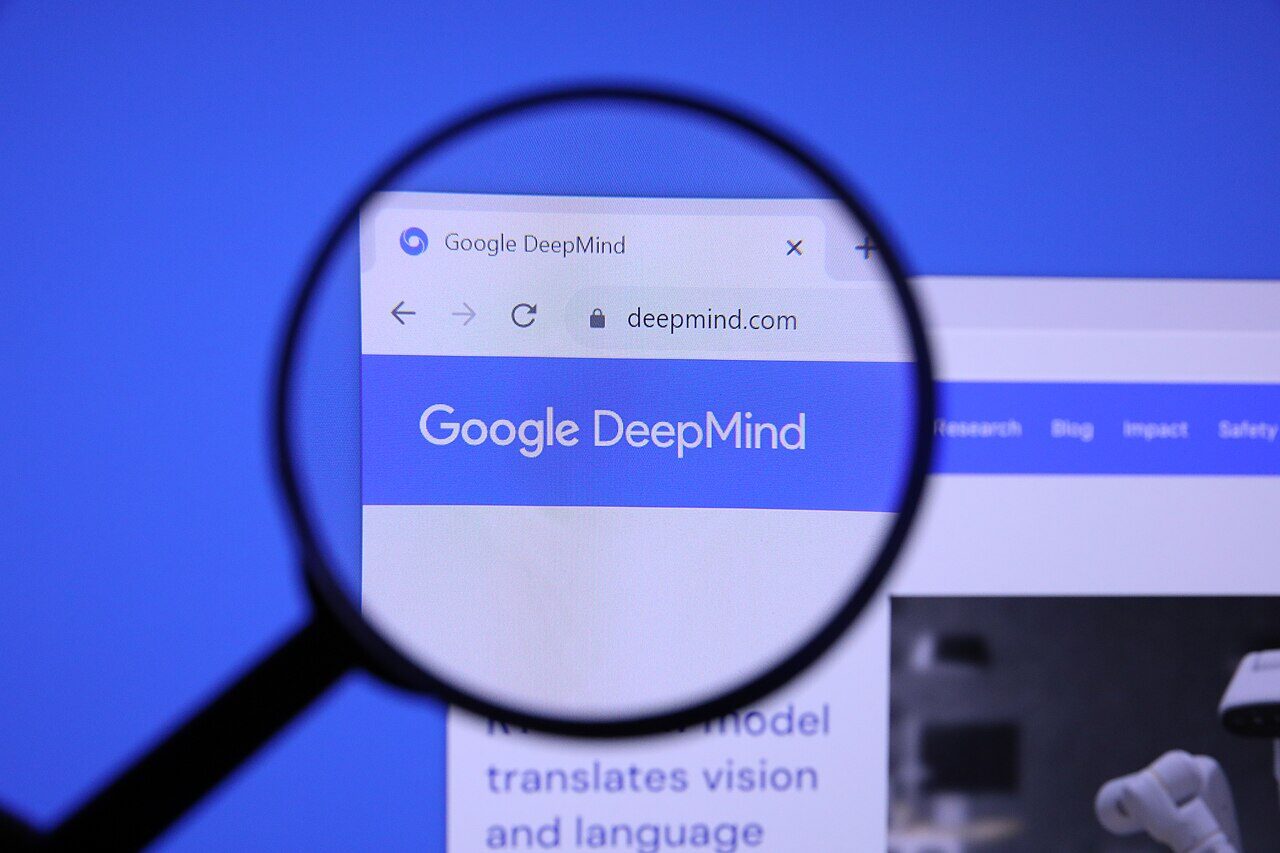 Google DeepMind
deepmind.com
Google DeepMind
Research Blog Impact Safety
model
translates vision
and language